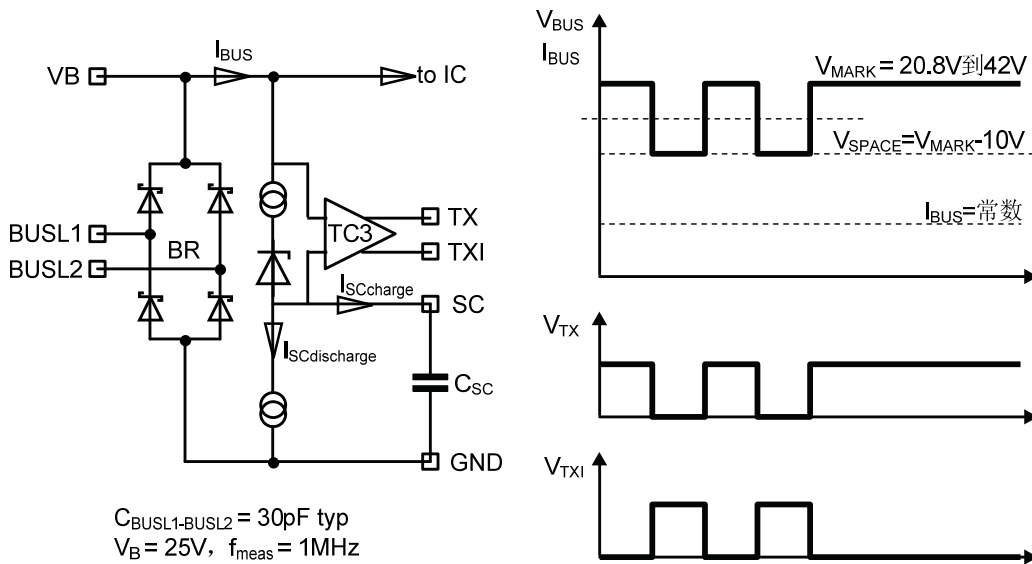 I_BUS
VB
to IC
BUSL1
BUSL2
BR
TC3
TX
TXI
I_SCcharge
SC
I_SCdischarge
C_SC
GND
C_BUSL1-BUSL2 = 30pF typ
V_B = 25V，f_meas = 1MHz
V_BUS
I_BUS
V_MARK = 20.8V到42V
V_SPACE=V_MARK-10V
I_BUS=常数
V_TX
V_TXI